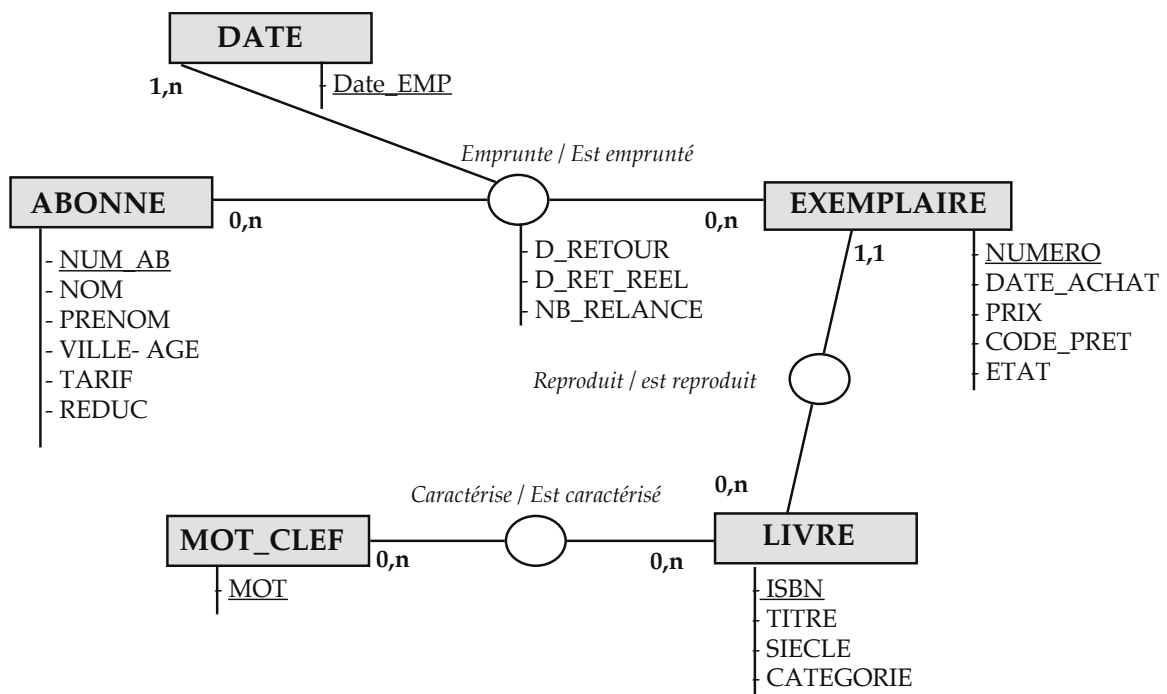 DATE
- Date_EMP
1,n
Emprunte / Est emprunté
ABONNE
0,n
0,n
EXEMPLAIRE
- NUM_AB
- NOM
- PRENOM
- VILLE- AGE
- TARIF
- REDUC
- D_RETOUR
- D_RET_REEL
- NB_RELANCE
1,1
- NUMERO
- DATE_ACHAT
- PRIX
- CODE_PRET
- ETAT
Reproduit / est reproduit
0,n
Caractérise / Est caractérisé
MOT_CLEF
0,n
0,n
LIVRE
- MOT
- ISBN
- TITRE
- SIECLE
- CATEGORIE